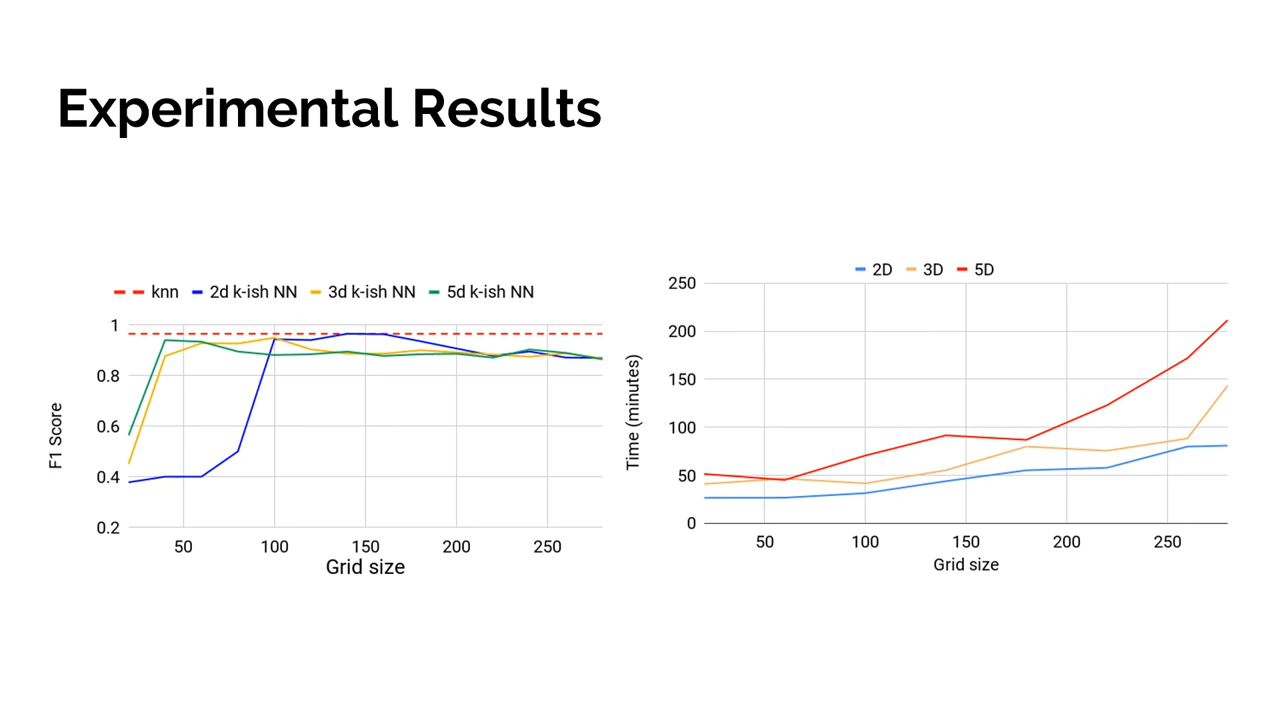 Experimental Results
knn 2d k-ish NN 3d k-ish NN 5d k-ish NN
1
0.8
0.6
0.4
0.2
F1 Score
50 100 150 200 250
Grid size
2D 3D 5D
250
200
150
100
50
0
Time (minutes)
50 100 150 200 250
Grid size